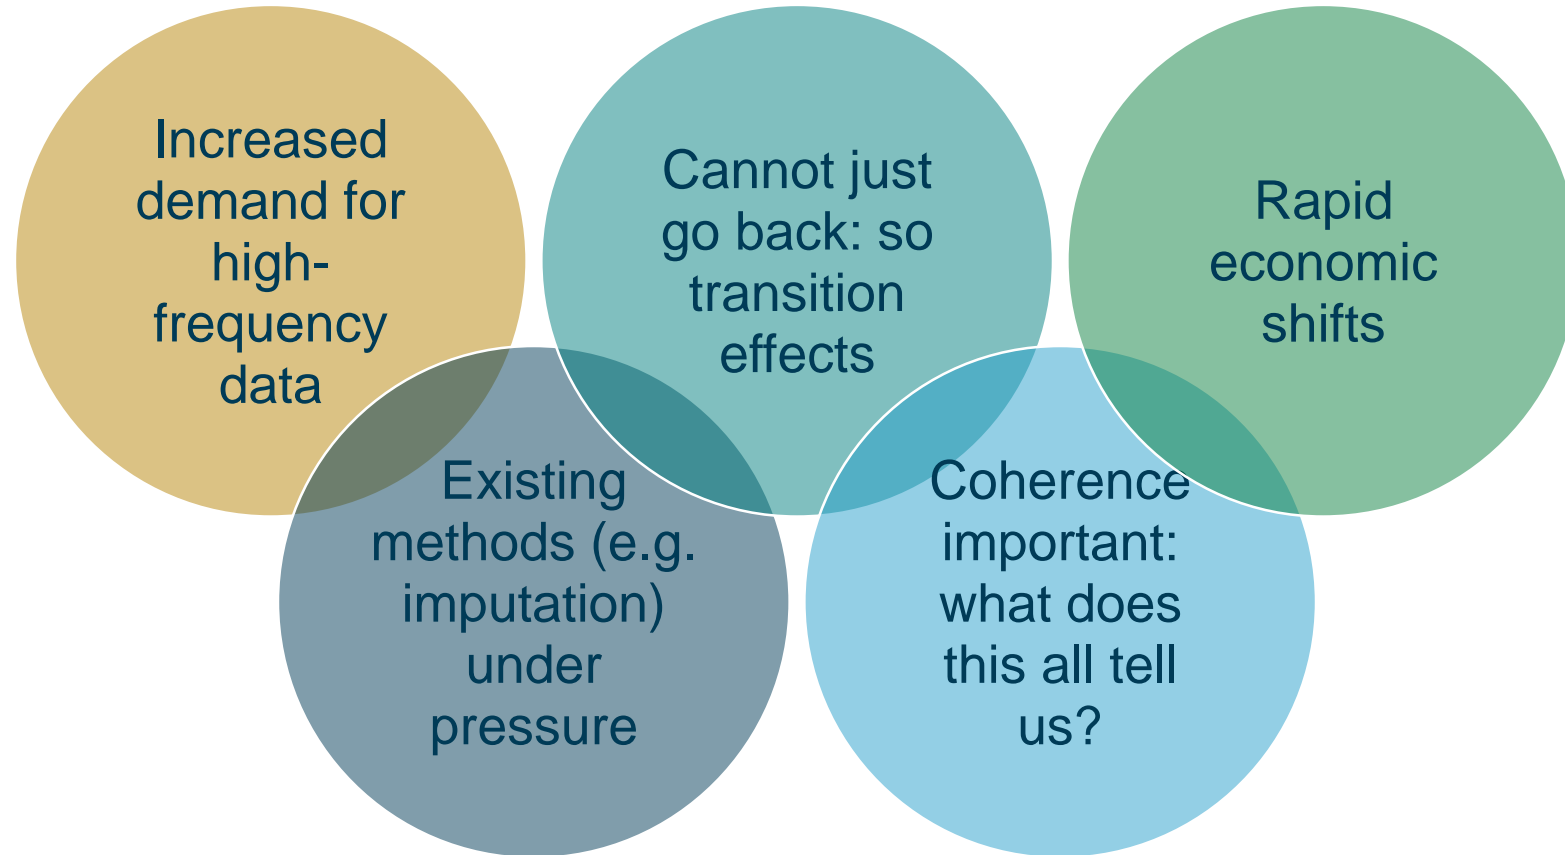 Increased
demand for
high-
frequency
data
Existing
methods (e.g.
imputation)
under
pressure
Cannot just
go back: so
transition
effects
Coherence
important:
what does
this all tell
us?
Rapid
economic
shifts